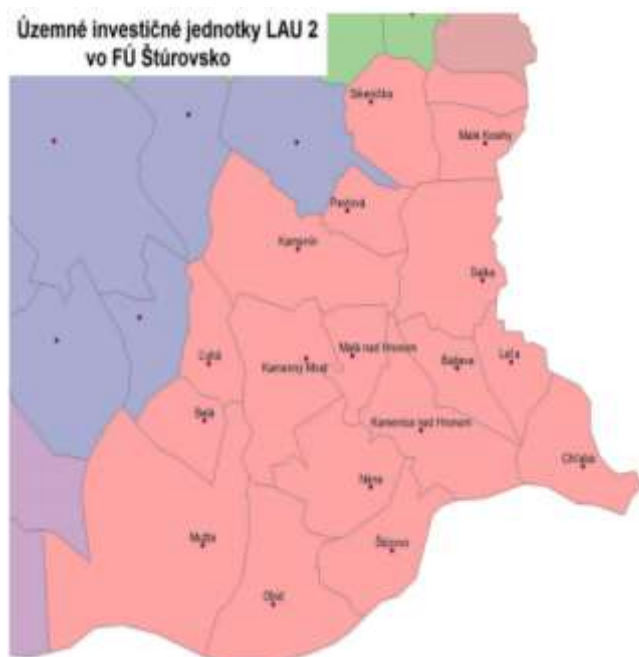 Územné investičné jednotky LAU 2
vo FÚ Štúrovsko
Sikenička
Malé Kosihy
Pavlová
Kamenín
Salka
Malá nad Hronom
Bajtava
Leľa
Kamenný Most
Belá
Kamenica nad Hronom
Chľaba
Nána
Mužla
Štúrovo
Obid